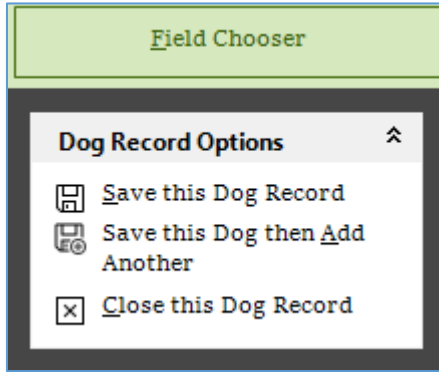 Field Chooser
Dog Record Options
Save this Dog Record
Save this Dog then Add
Another
Close this Dog Record